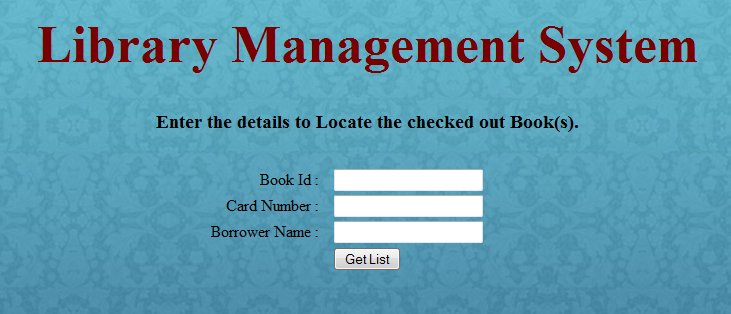 Library Management System
Enter the details to Locate the checked out Book(s).
Book Id :
Card Number :
Borrower Name :
Get List